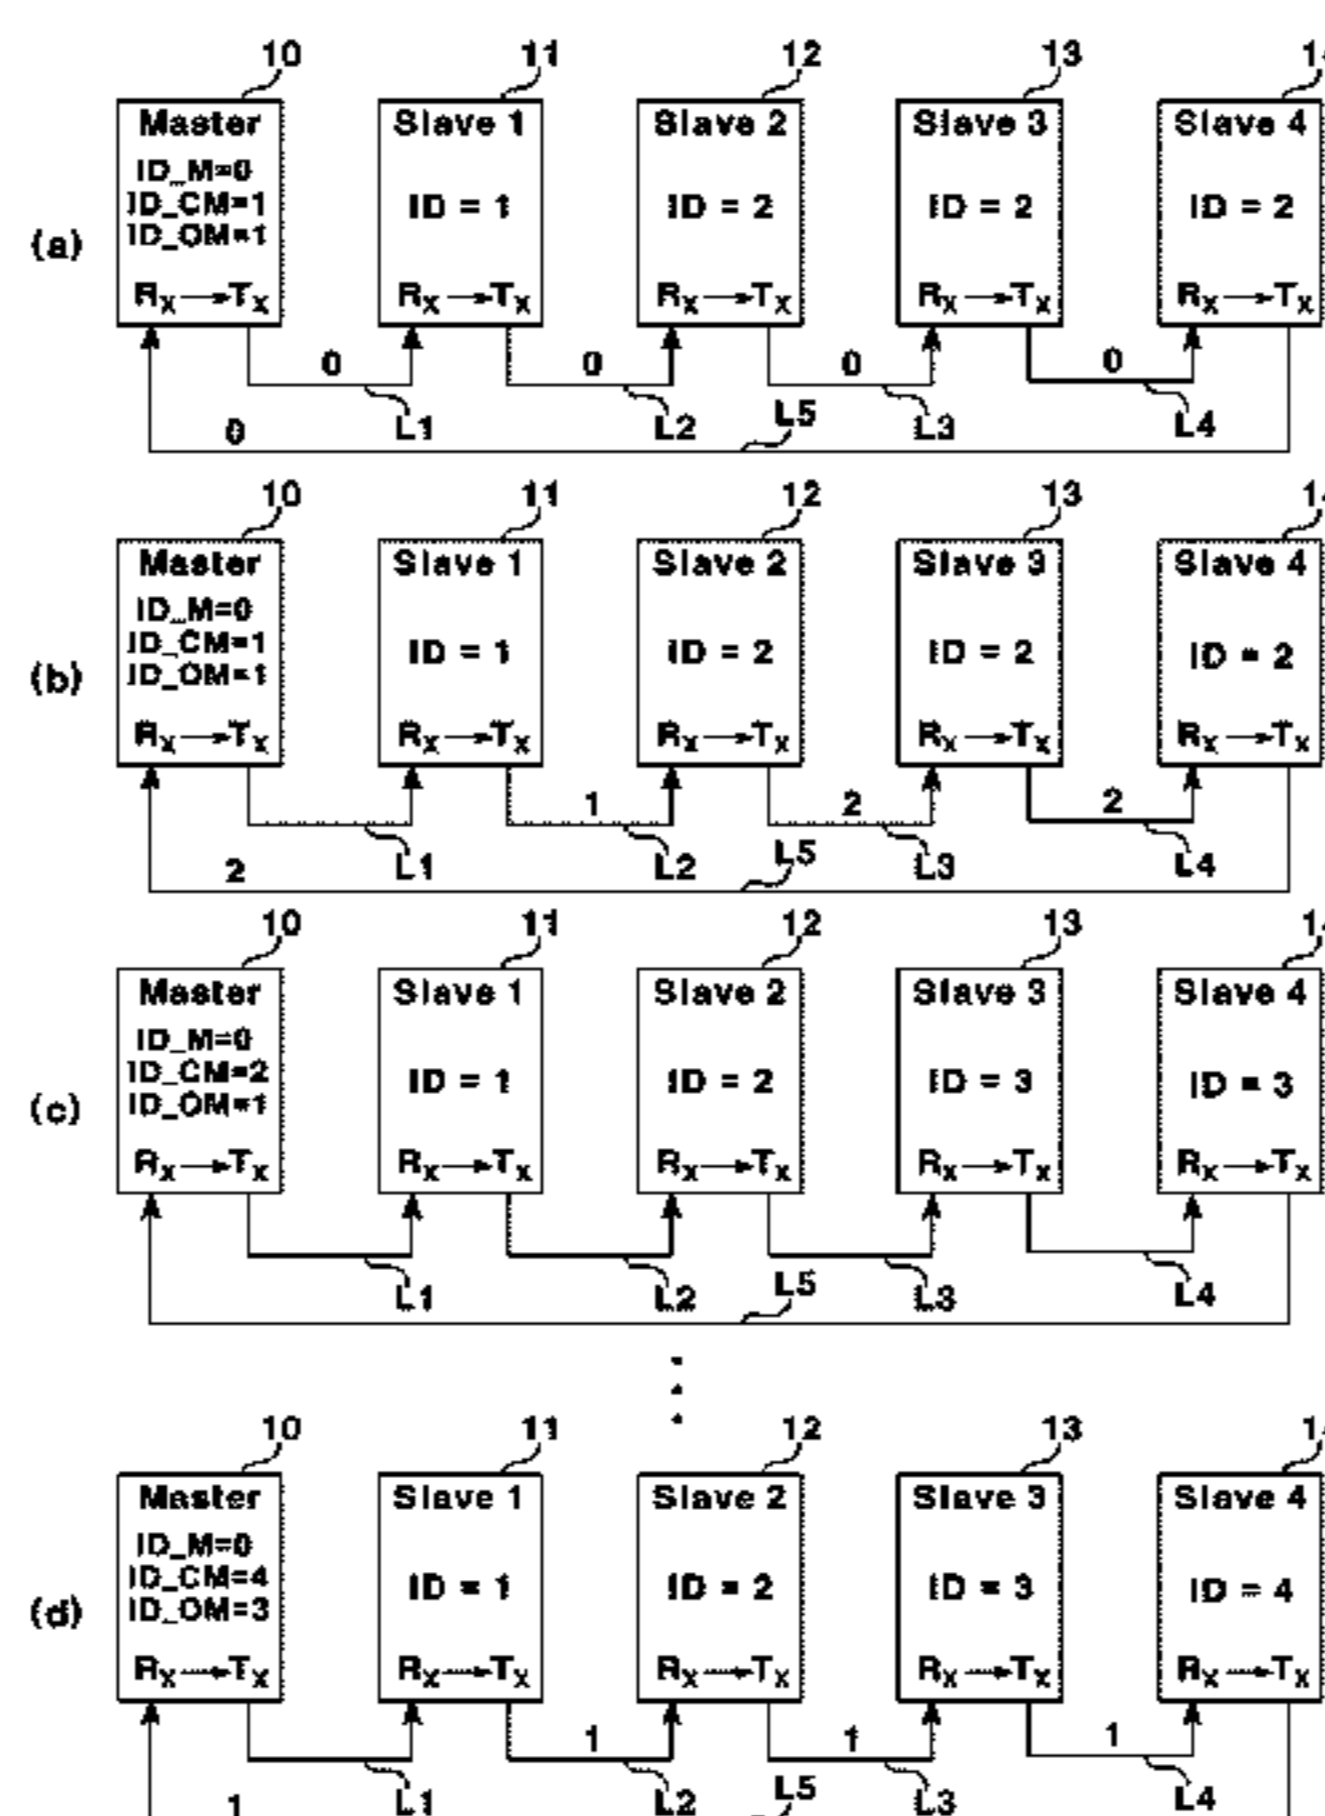 10 11 12 13 1
Master Slave 1 Slave 2 Slave 3 Slave 4
ID_M=0
ID_CM=1 ID = 1 ID = 2 ID = 2 ID = 2
(a) ID_OM=1
Rx→Tx Rx→Tx Rx→Tx Rx→Tx Rx→Tx
0 0 0 0
0 L1 L2 L5 L3 L4
10 11 12 13 1
Master Slave 1 Slave 2 Slave 3 Slave 4
ID_M=0
ID_CM=1 ID = 1 ID = 2 ID = 2 ID = 2
(b) ID_OM=1
Rx→Tx Rx→Tx Rx→Tx Rx→Tx Rx→Tx
1 2 2
2 L1 L2 L5 L3 L4
10 11 12 13 1
Master Slave 1 Slave 2 Slave 3 Slave 4
ID_M=0
ID_CM=2 ID = 1 ID = 2 ID = 3 ID = 3
(c) ID_OM=1
Rx→Tx Rx→Tx Rx→Tx Rx→Tx Rx→Tx
L1 L2 L5 L3 L4
10 11 12 13 1
Master Slave 1 Slave 2 Slave 3 Slave 4
ID_M=0
ID_CM=4 ID = 1 ID = 2 ID = 3 ID = 4
(d) ID_OM=3
Rx→Tx Rx→Tx Rx→Tx Rx→Tx Rx→Tx
1 1 1
1 L1 L2 L5 L3 L4